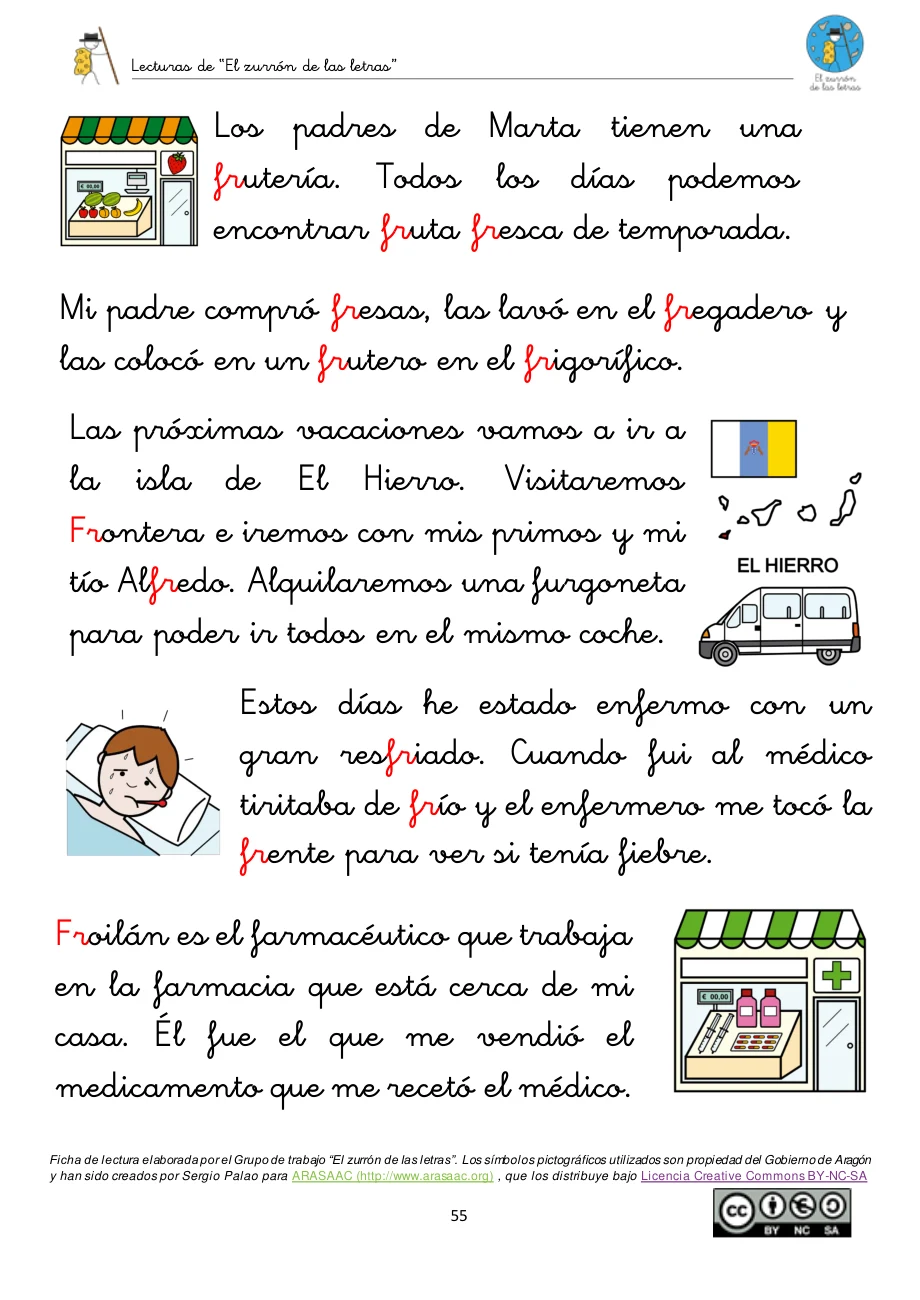 Lecturas de "El zurrón de las letras"
El zurrón
de las letras
Los padres de Marta tienen una
frutería. Todos los días podemos
encontrar fruta fresca de temporada.
€ 00,00
Mi padre compró fresas, las lavó en el fregadero y
las colocó en un frutero en el frigorífico.
Las próximas vacaciones vamos a ir a
la isla de El Hierro. Visitaremos
Frontera e iremos con mis primos y mi
tío Alfredo. Alquilaremos una furgoneta
para poder ir todos en el mismo coche.
EL HIERRO
Estos días he estado enfermo con un
gran resfriado. Cuando fui al médico
tiritaba de frío y el enfermero me tocó la
frente para ver si tenía fiebre.
Froilán es el farmacéutico que trabaja
en la farmacia que está cerca de mi
casa. Él fue el que me vendió el
medicamento que me recetó el médico.
€ 00,00
Ficha de lectura elaborada por el Grupo de trabajo “El zurrón de las letras”. Los símbolos pictográficos utilizados son propiedad del Gobierno de Aragón
y han sido creados por Sergio Palao para ARASAAC (http://www.arasaac.org) , que los distribuye bajo Licencia Creative Commons BY-NC-SA
55
cc BY NC SA